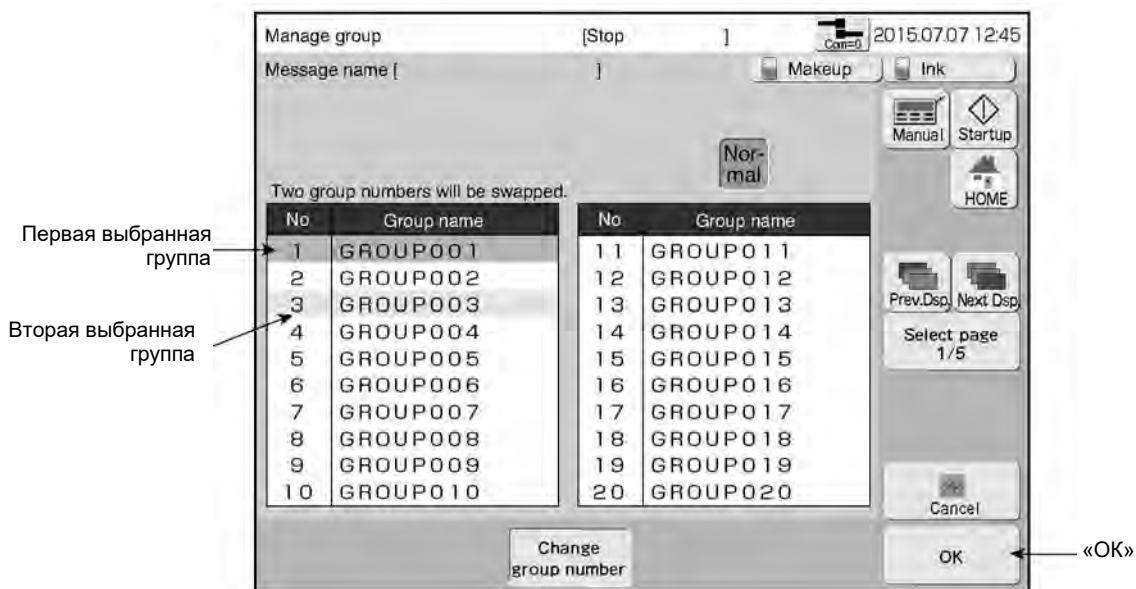 Manage group [Stop ] Com=0 2015.07.07 12:45
Message name [ ] Makeup Ink
Manual Startup
Nor-
mal
HOME
Two group numbers will be swapped.
No Group name No Group name
Первая выбранная
группа
1 GROUP001 11 GROUP011
2 GROUP002 12 GROUP012
3 GROUP003 13 GROUP013
Prev.Dsp. Next Dsp.
Вторая выбранная
группа
4 GROUP004 14 GROUP014
Select page
1/5
5 GROUP005 15 GROUP015
6 GROUP006 16 GROUP016
7 GROUP007 17 GROUP017
8 GROUP008 18 GROUP018
9 GROUP009 19 GROUP019
10 GROUP010 20 GROUP020
Cancel
Change
group number
OK
«ОК»